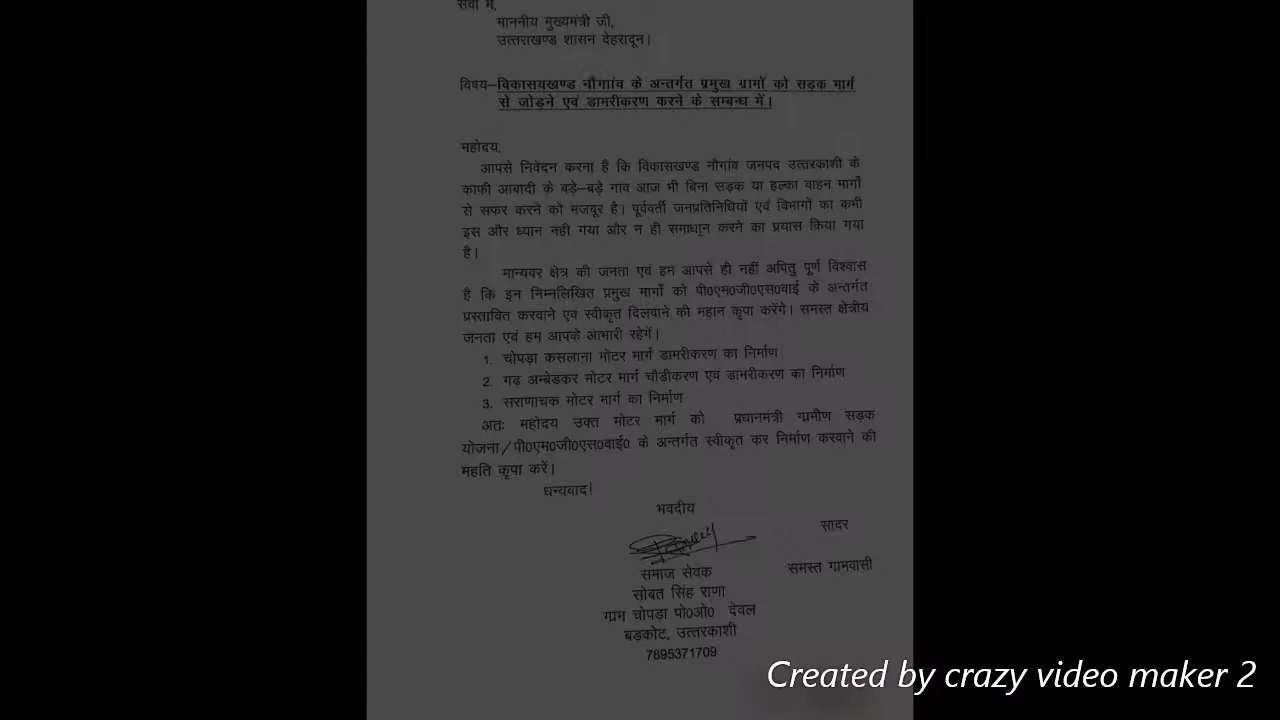 सेवा में,
माननीय मुख्यमंत्री जी,
उत्तराखण्ड शासन देहरादून।
विषय–विकासयखण्ड नौगाांव के अन्तर्गत प्रमुख ग्रामों को सड़क मार्ग
से जोड़ने एवं डामरीकरण करने के सम्बन्ध में।
महोदय,
आपसे निवेदन करना है कि विकासखण्ड नौगांव जनपद उत्तरकाशी के
काफी आबादी के बड़े–बड़े गाव आज भी बिना सड़क या हल्का वाहन मार्गों
से सफर करने को मजबूर है। पूर्ववर्ती जनप्रतिनिधियों एवं विभागों का कभी
इस और ध्यान नही गया और न ही समाधान करने का प्रयास किया गया
है।
मान्यवर क्षेत्र की जनता एवं हम आपसे ही नहीं अपितु पूर्ण विश्वास
है कि इन निम्नलिखित प्रमुख मार्गों को पी0एम0जी0एस0वाई के अन्तर्गत
प्रस्तावित करवाने एव स्वीकृत दिलवाने की महान कृपा करेंगे। समस्त क्षेत्रीय
जनता एवं हम आपके आभारी रहेगें।
1. चोपड़ा कसलाना मोटर मार्ग डामरीकरण का निर्माण
2. गढ़ अम्बेडकर मोटर मार्ग चौड़ीकरण एवं डामरीकरण का निर्माण
3. सराणाचक मोटर मार्ग का निर्माण
अतः महोदय उक्त मोटर मार्ग को प्रधानमंत्री ग्रामीण सड़क
योजना/पी0एम0जी0एस0वाई0 के अन्तर्गत स्वीकृत कर निर्माण करवाने की
महति कृपा करें।
धन्यवाद!
भवदीय
सादर
समाज सेवक
समस्त गामवासी
सोबत सिंह राणा
ग्राम चोपड़ा पो0ओ0 देवल
बड़कोट, उत्तरकाशी
7895371709
Created by crazy video maker 2